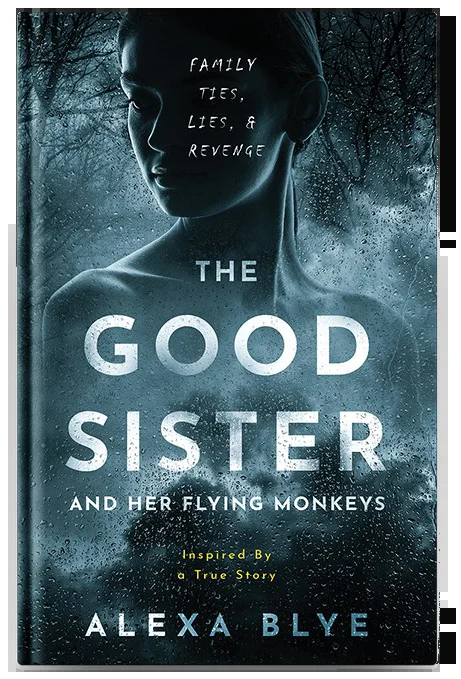 FAMILY
TIES,
LIES, &
REVENGE
THE
GOOD
SISTER
AND HER FLYING MONKEYS
Inspired By
a True Story
ALEXA BLYE